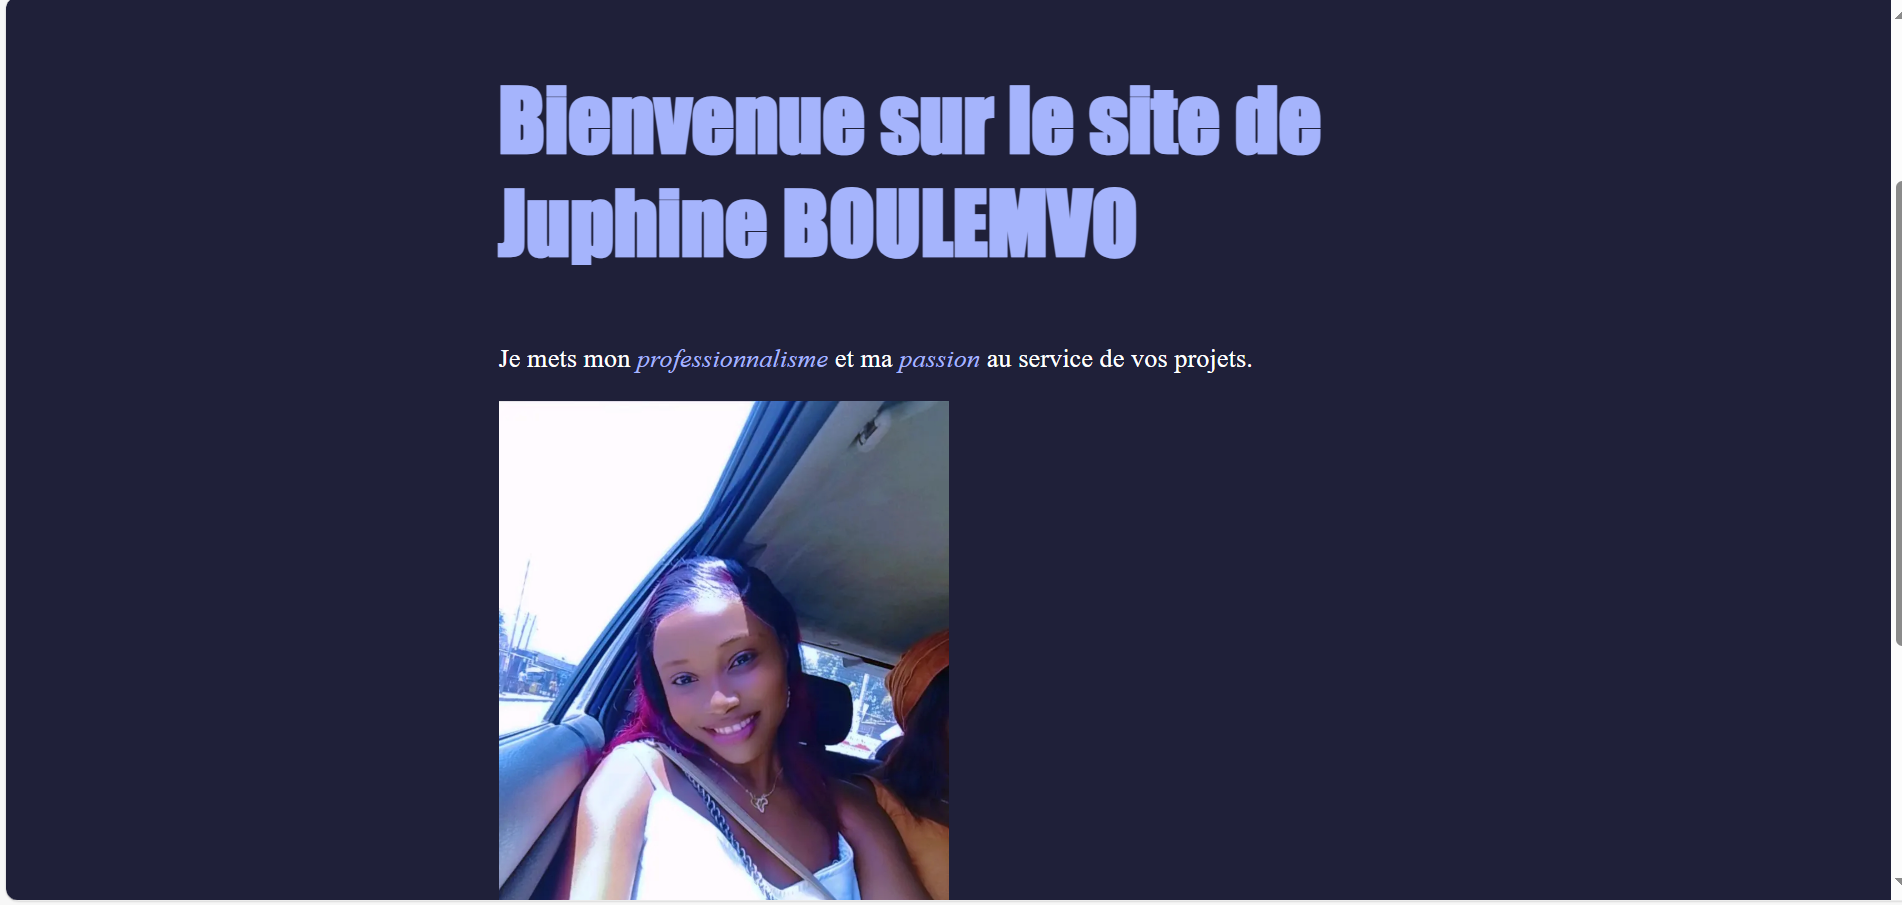 Bienvenue sur le site de
Juphine BOULEMVO
Je mets mon professionnalisme et ma passion au service de vos projets.